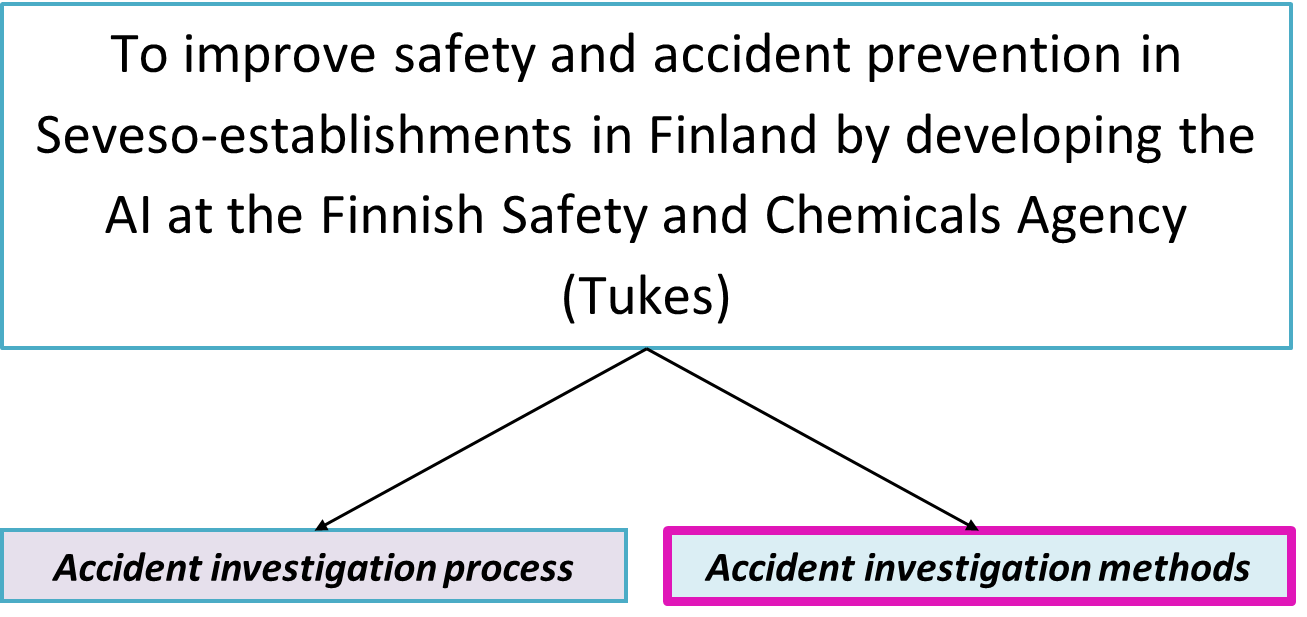 To improve safety and accident prevention in
Seveso-establishments in Finland by developing the
AI at the Finnish Safety and Chemicals Agency
(Tukes)
Accident investigation process
Accident investigation methods